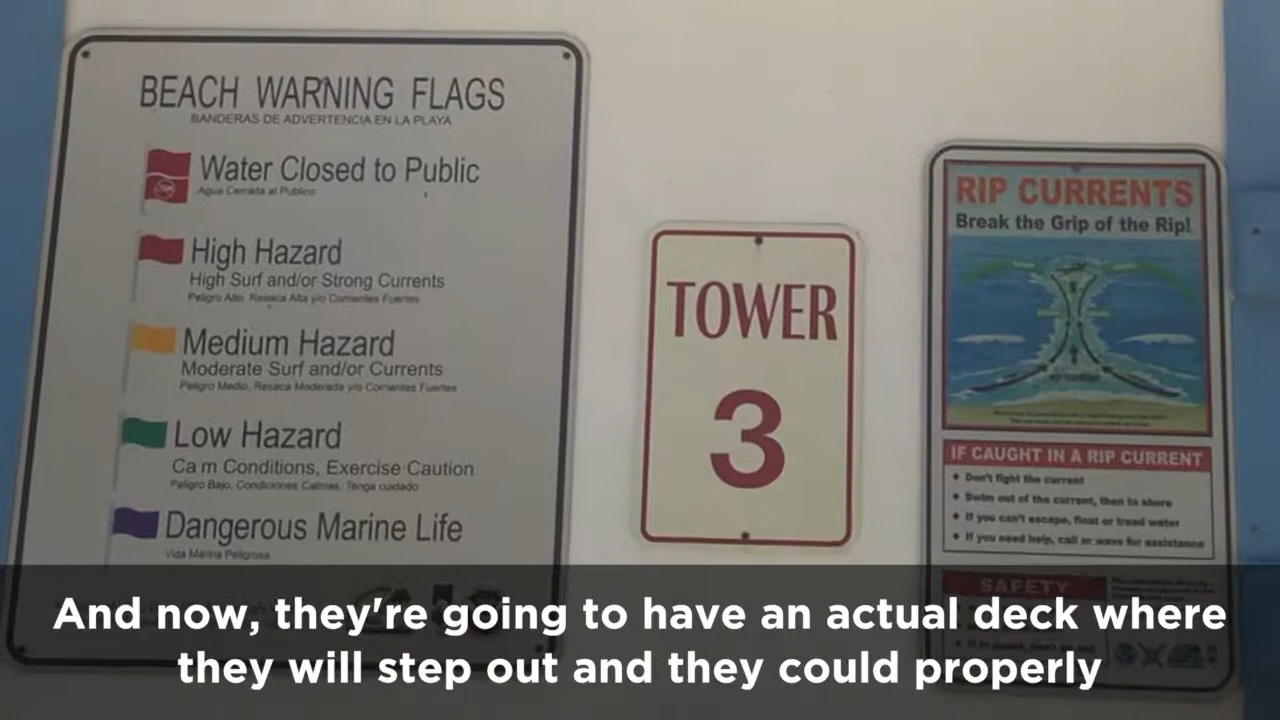 BEACH WARNING FLAGS
BANDERAS DE ADVERTENCIA EN LA PLAYA
Water Closed to Public
Agua Cerrada al Publico
High Hazard
High Surf and/or Strong Currents
Peligro Alto, Resaca Alta y/o Corrientes Fuertes
Medium Hazard
Moderate Surf and/or Currents
Peligro Medio, Resaca Moderada y/o Corrientes Fuertes
Low Hazard
Ca m Conditions, Exercise Caution
Peligro Bajo, Condiciones Calmas, Tenga cuidado
Dangerous Marine Life
Vida Marina Peligrosa
TOWER
3
RIP CURRENTS
Break the Grip of the Rip!
IF CAUGHT IN A RIP CURRENT
• Don't fight the current
• Swim out of the current, then to shore
• If you can't escape, float or tread water
• If you need help, call or wave for assistance
SAFETY
And now, they're going to have an actual deck where
they will step out and they could properly